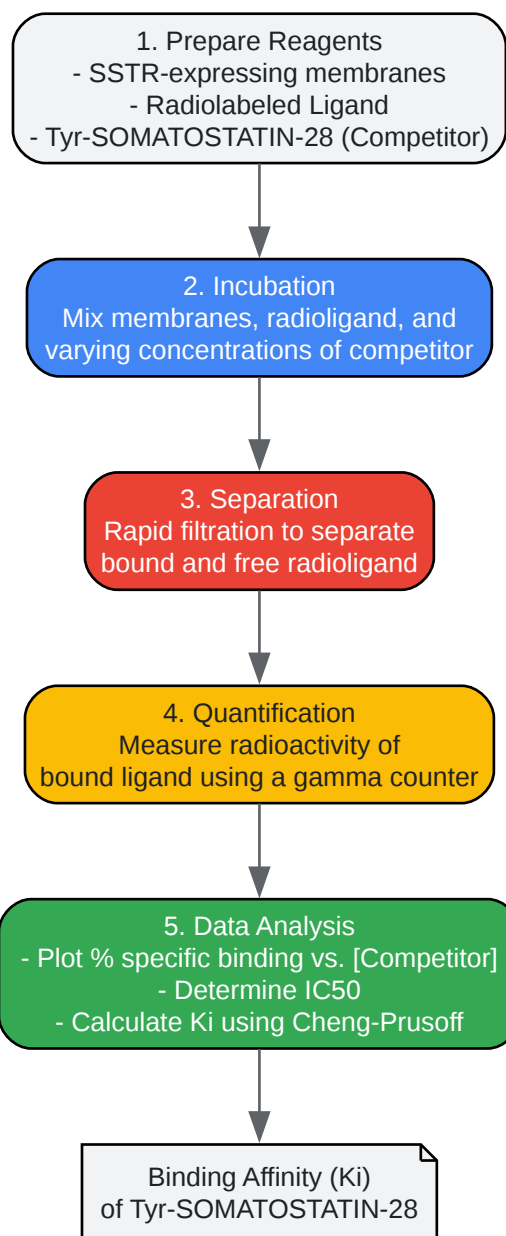 1. Prepare Reagents
- SSTR-expressing membranes
- Radiolabeled Ligand
- Tyr-SOMATOSTATIN-28 (Competitor)
2. Incubation
Mix membranes, radioligand, and
varying concentrations of competitor
3. Separation
Rapid filtration to separate
bound and free radioligand
4. Quantification
Measure radioactivity of
bound ligand using a gamma counter
5. Data Analysis
- Plot % specific binding vs. [Competitor]
- Determine IC50
- Calculate Ki using Cheng-Prusoff
Binding Affinity (Ki)
of Tyr-SOMATOSTATIN-28